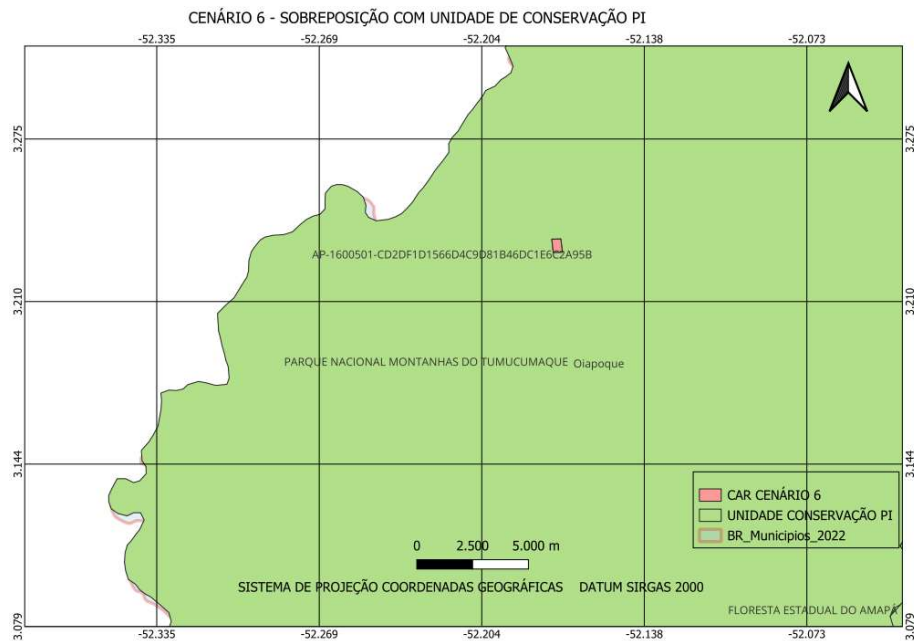 CENÁRIO 6 - SOBREPOSIÇÃO COM UNIDADE DE CONSERVAÇÃO PI
-52.335 -52.269 -52.204 -52.138 -52.073
3.275 3.275
AP-1600501-CD2DF1D1566D4C9D81B46DC1E6C2A95B
3.210 3.210
PARQUE NACIONAL MONTANHAS DO TUMUCUMAQUE Oiapoque
3.144 3.144
CAR CENÁRIO 6
UNIDADE CONSERVAÇÃO PI
BR_Municipios_2022
0 2.500 5.000 m
SISTEMA DE PROJEÇÃO COORDENADAS GEOGRÁFICAS DATUM SIRGAS 2000
FLORESTA ESTADUAL DO AMAPÁ
3.079 3.079
-52.335 -52.269 -52.204 -52.138 -52.073